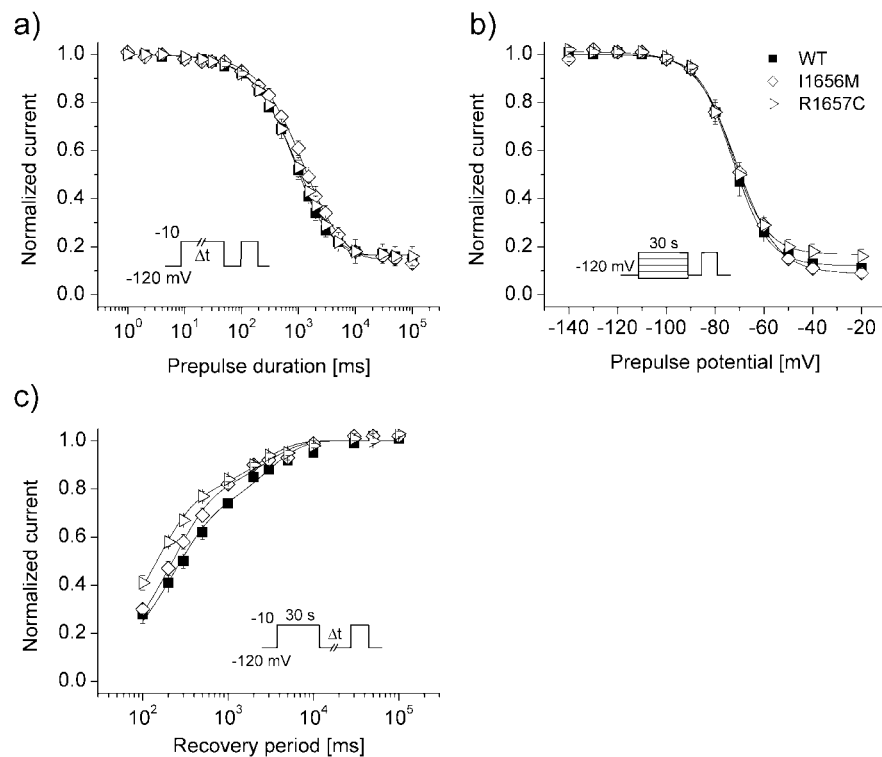 a)
Normalized current
1.0
0.8
0.6
0.4
0.2
0.0
-10
Δt
-120 mV
10⁰ 10¹ 10² 10³ 10⁴ 10⁵
Prepulse duration [ms]
b)
Normalized current
1.0
0.8
0.6
0.4
0.2
0.0
WT
I1656M
R1657C
30 s
-120 mV
-140 -120 -100 -80 -60 -40 -20
Prepulse potential [mV]
c)
Normalized current
1.0
0.8
0.6
0.4
0.2
0.0
-10 30 s
Δt
-120 mV
10² 10³ 10⁴ 10⁵
Recovery period [ms]